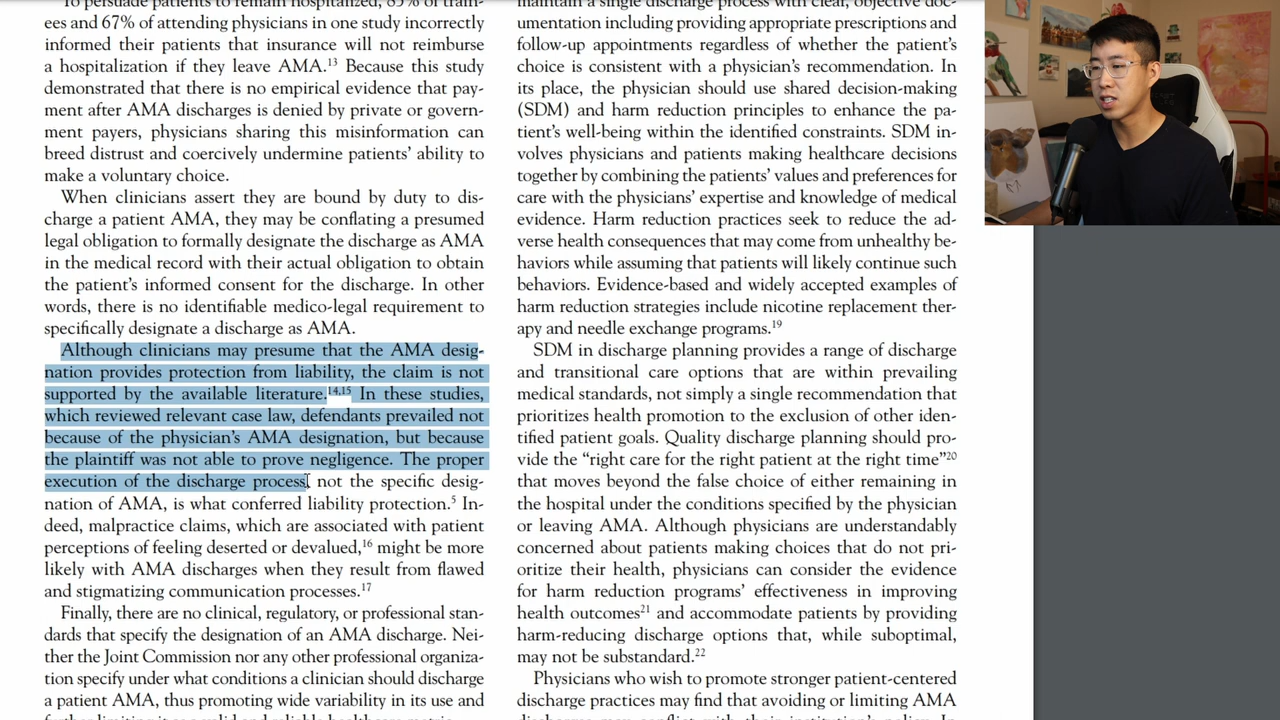 To persuade patients to remain hospitalized, 85% of train-
ees and 67% of attending physicians in one study incorrectly
informed their patients that insurance will not reimburse
a hospitalization if they leave AMA.13 Because this study
demonstrated that there is no empirical evidence that pay-
ment after AMA discharges is denied by private or govern-
ment payers, physicians sharing this misinformation can
breed distrust and coercively undermine patients' ability to
make a voluntary choice.
When clinicians assert they are bound by duty to dis-
charge a patient AMA, they may be conflating a presumed
legal obligation to formally designate the discharge as AMA
in the medical record with their actual obligation to obtain
the patient's informed consent for the discharge. In other
words, there is no identifiable medico-legal requirement to
specifically designate a discharge as AMA.
Although clinicians may presume that the AMA desig-
nation provides protection from liability, the claim is not
supported by the available literature.14,15 In these studies,
which reviewed relevant case law, defendants prevailed not
because of the physician's AMA designation, but because
the plaintiff was not able to prove negligence. The proper
execution of the discharge process, not the specific desig-
nation of AMA, is what conferred liability protection.5 In-
deed, malpractice claims, which are associated with patient
perceptions of feeling deserted or devalued,16 might be more
likely with AMA discharges when they result from flawed
and stigmatizing communication processes.17
Finally, there are no clinical, regulatory, or professional stan-
dards that specify the designation of an AMA discharge. Nei-
ther the Joint Commission nor any other professional organiza-
tion specify under what conditions a clinician should discharge
a patient AMA, thus promoting wide variability in its use and
further limiting it as a valid and reliable healthcare metric.
maintain a single discharge process with clear, objective doc-
umentation including providing appropriate prescriptions and
follow-up appointments regardless of whether the patient's
choice is consistent with a physician's recommendation. In
its place, the physician should use shared decision-making
(SDM) and harm reduction principles to enhance the pa-
tient's well-being within the identified constraints. SDM in-
volves physicians and patients making healthcare decisions
together by combining the patients' values and preferences for
care with the physicians' expertise and knowledge of medical
evidence. Harm reduction practices seek to reduce the ad-
verse health consequences that may come from unhealthy be-
haviors while assuming that patients will likely continue such
behaviors. Evidence-based and widely accepted examples of
harm reduction strategies include nicotine replacement ther-
apy and needle exchange programs.19
SDM in discharge planning provides a range of discharge
and transitional care options that are within prevailing
medical standards, not simply a single recommendation that
prioritizes health promotion to the exclusion of other iden-
tified patient goals. Quality discharge planning should pro-
vide the “right care for the right patient at the right time”20
that moves beyond the false choice of either remaining in
the hospital under the conditions specified by the physician
or leaving AMA. Although physicians are understandably
concerned about patients making choices that do not pri-
oritize their health, physicians can consider the evidence
for harm reduction programs' effectiveness in improving
health outcomes21 and accommodate patients by providing
harm-reducing discharge options that, while suboptimal,
may not be substandard.22
Physicians who wish to promote stronger patient-centered
discharge practices may find that avoiding or limiting AMA
discharges may conflict with their institution's policy. In